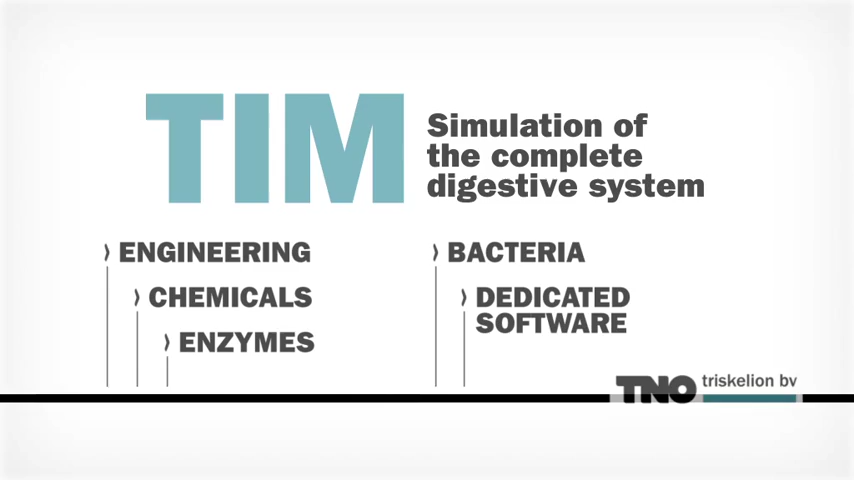 TIM
Simulation of
the complete
digestive system
› ENGINEERING
› CHEMICALS
› ENZYMES
› BACTERIA
› DEDICATED
SOFTWARE
TNO triskelion bv